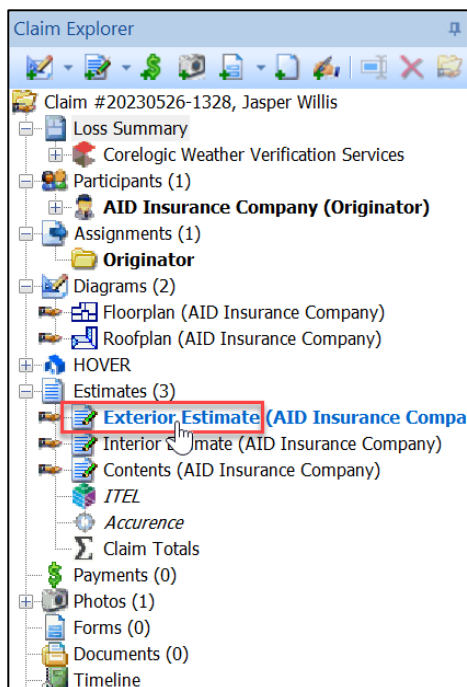 Claim Explorer
Claim #20230526-1328, Jasper Willis
Loss Summary
Corelogic Weather Verification Services
Participants (1)
AID Insurance Company (Originator)
Assignments (1)
Originator
Diagrams (2)
Floorplan (AID Insurance Company)
Roofplan (AID Insurance Company)
HOVER
Estimates (3)
Exterior Estimate (AID Insurance Compa
Interior Estimate (AID Insurance Company)
Contents (AID Insurance Company)
ITEL
Accurence
Claim Totals
Payments (0)
Photos (1)
Forms (0)
Documents (0)
Timeline